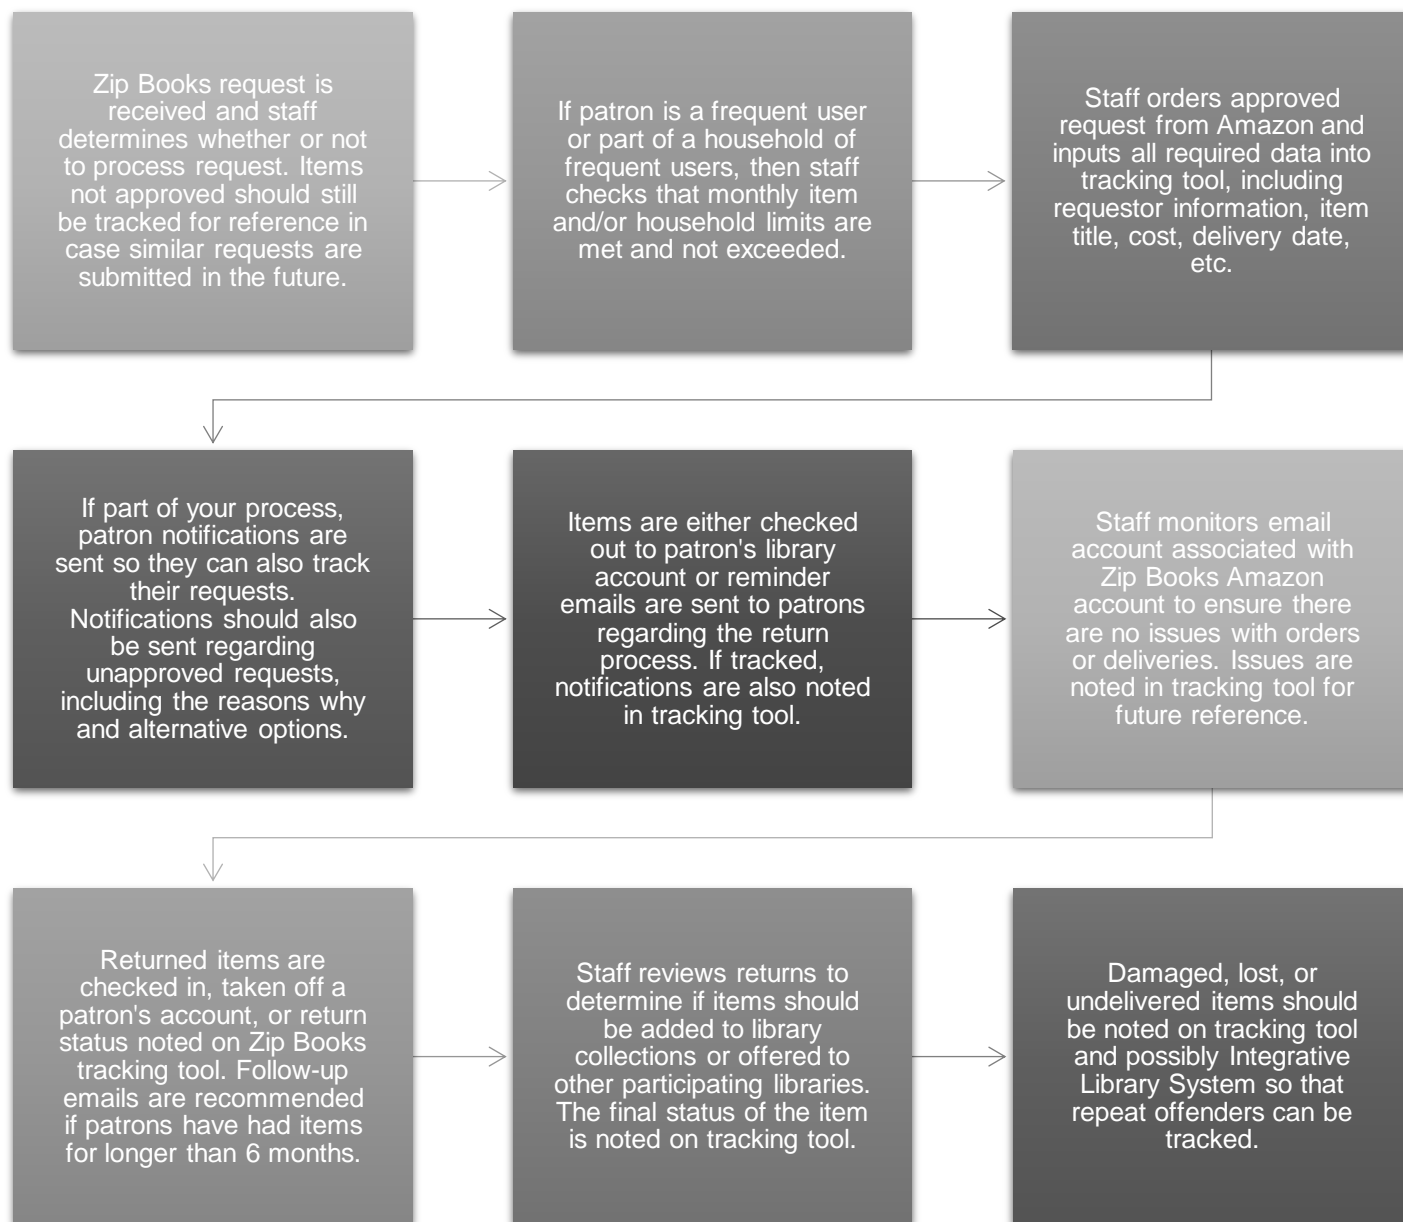 Zip Books request is
received and staff
determines whether or not
to process request. Items
not approved should still
be tracked for reference in
case similar requests are
submitted in the future.
If patron is a frequent user
or part of a household of
frequent users, then staff
checks that monthly item
and/or household limits are
met and not exceeded.
Staff orders approved
request from Amazon and
inputs all required data into
tracking tool, including
requestor information, item
title, cost, delivery date,
etc.
If part of your process,
patron notifications are
sent so they can also track
their requests.
Notifications should also
be sent regarding
unapproved requests,
including the reasons why
and alternative options.
Items are either checked
out to patron's library
account or reminder
emails are sent to patrons
regarding the return
process. If tracked,
notifications are also noted
in tracking tool.
Staff monitors email
account associated with
Zip Books Amazon
account to ensure there
are no issues with orders
or deliveries. Issues are
noted in tracking tool for
future reference.
Returned items are
checked in, taken off a
patron's account, or return
status noted on Zip Books
tracking tool. Follow-up
emails are recommended
if patrons have had items
for longer than 6 months.
Staff reviews returns to
determine if items should
be added to library
collections or offered to
other participating libraries.
The final status of the item
is noted on tracking tool.
Damaged, lost, or
undelivered items should
be noted on tracking tool
and possibly Integrative
Library System so that
repeat offenders can be
tracked.